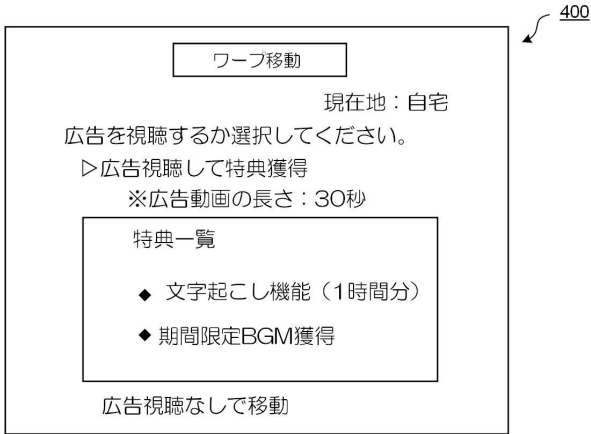 400
ワープ移動
現在地：自宅
広告を視聴するか選択してください。
▷広告視聴して特典獲得
※広告動画の長さ：30秒
特典一覧
◆ 文字起こし機能（1時間分）
◆ 期間限定BGM獲得
広告視聴なしで移動